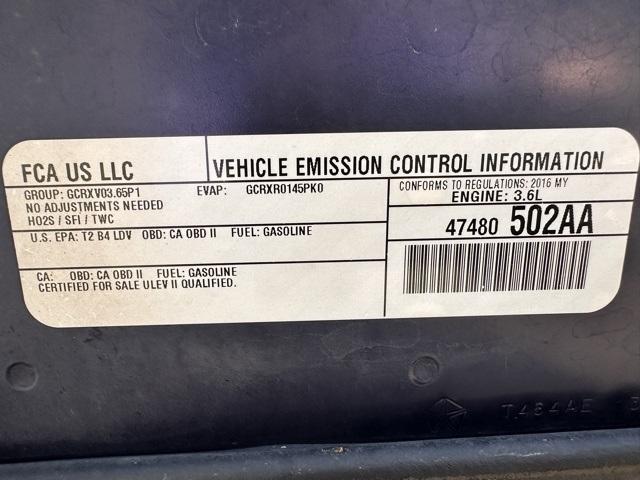 FCA US LLC
VEHICLE EMISSION CONTROL INFORMATION
GROUP: GCRXV03.65P1 EVAP: GCRXR0145PK0
NO ADJUSTMENTS NEEDED
HO2S / SFI / TWC
CONFORMS TO REGULATIONS: 2016 MY
ENGINE: 3.6L
U.S. EPA: T2 B4 LDV OBD: CA OBD II FUEL: GASOLINE
47480 502AA
CA: OBD: CA OBD II FUEL: GASOLINE
CERTIFIED FOR SALE ULEV II QUALIFIED.